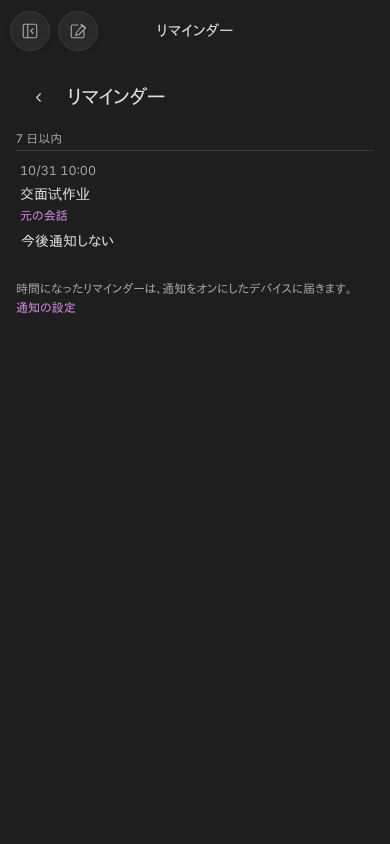 リマインダー
リマインダー
7 日以内
10/31 10:00
交面试作业
元の会話
今後通知しない
時間になったリマインダーは、通知をオンにしたデバイスに届きます。
通知の設定